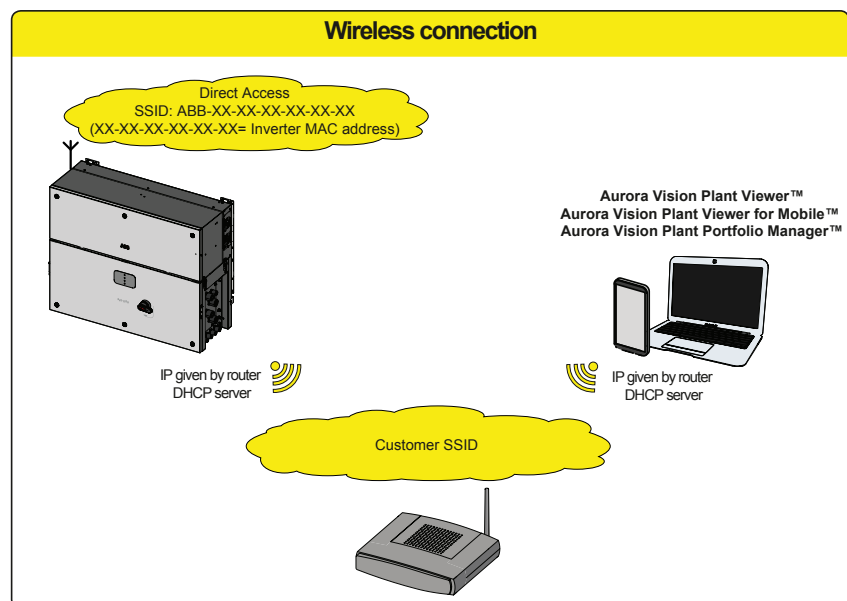 Wireless connection
Direct Access
SSID: ABB-XX-XX-XX-XX-XX-XX
(XX-XX-XX-XX-XX-XX= Inverter MAC address)
ABB
Aurora Vision Plant Viewer™
Aurora Vision Plant Viewer for Mobile™
Aurora Vision Plant Portfolio Manager™
IP given by router
DHCP server
IP given by router
DHCP server
Customer SSID